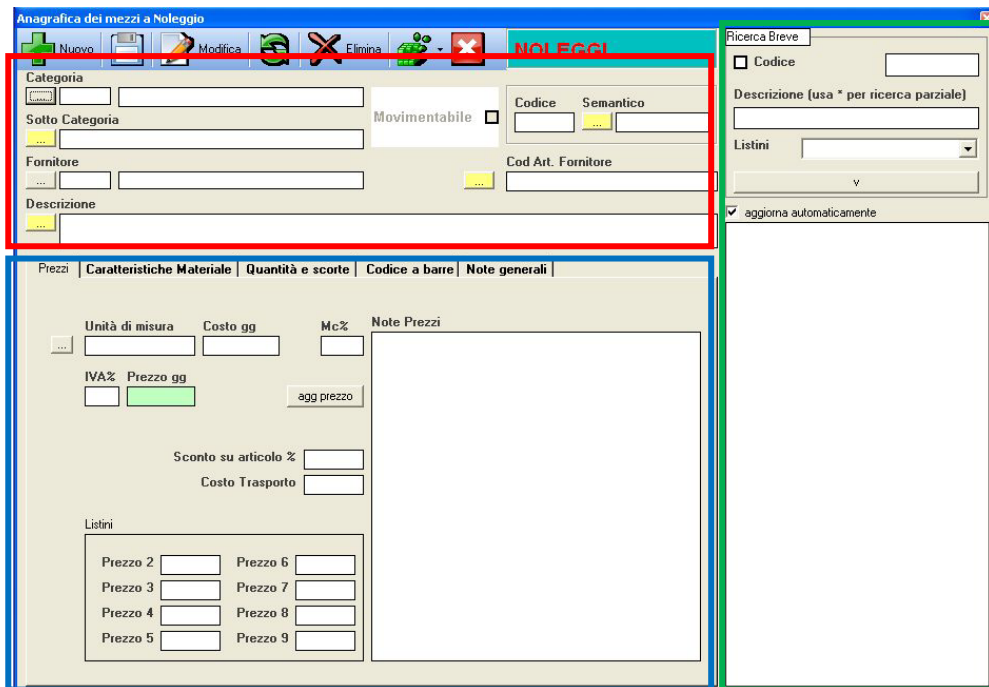 Anagrafica dei mezzi a Noleggio
Nuovo Modifica Elimina NOLEGGI
Categoria
...
Movimentabile
Codice Semantico
...
Sotto Categoria
...
Fornitore
...
Cod Art. Fornitore
...
Descrizione
...
Prezzi Caratteristiche Materiale Quantità e scorte Codice a barre Note generali
Unità di misura Costo gg Mc%
...
IVA% Prezzo gg
agg prezzo
Sconto su articolo %
Costo Trasporto
Listini
Prezzo 2 Prezzo 6
Prezzo 3 Prezzo 7
Prezzo 4 Prezzo 8
Prezzo 5 Prezzo 9
Note Prezzi
Ricerca Breve
Codice
Descrizione (usa * per ricerca parziale)
Listini
v
aggiorna automaticamente